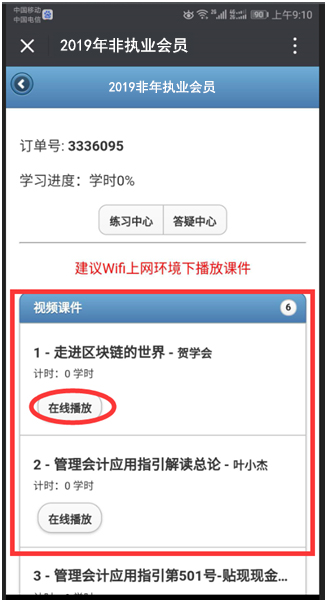 中国移动
中国电信
90 上午9:10
2019年非执业会员
2019非年执业会员
订单号: 3336095
学习进度：学时0%
练习中心 答疑中心
建议Wifi上网环境下播放课件
视频课件 6
1 - 走进区块链的世界 - 贺学会
计时：0 学时
在线播放
2 - 管理会计应用指引解读总论 - 叶小杰
计时：0 学时
在线播放
3 - 管理会计应用指引第501号-贴现现金...
计时：0 学时